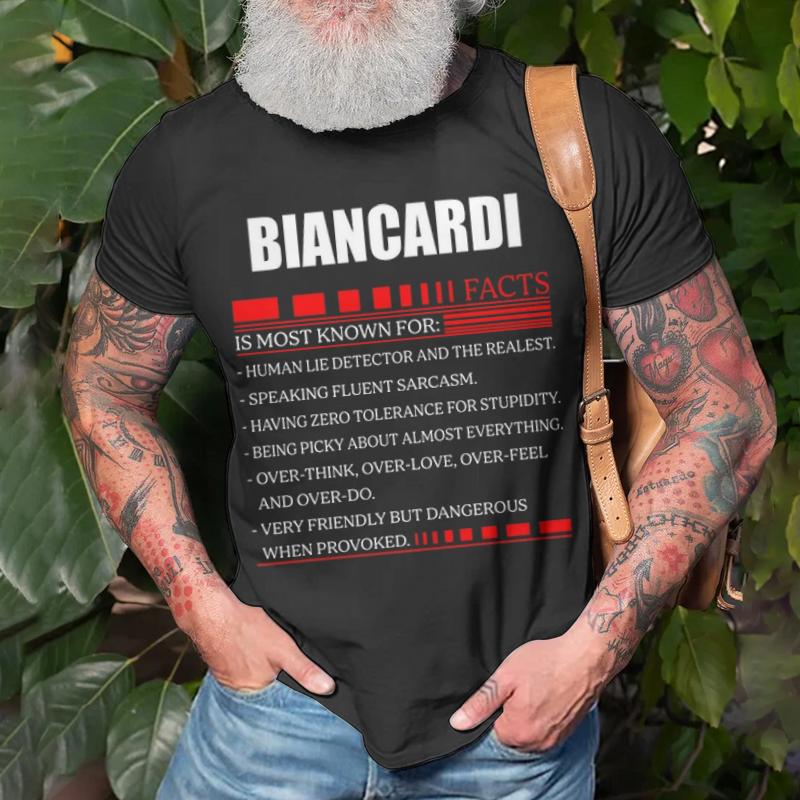 BIANCARDI
FACTS
IS MOST KNOWN FOR:
- HUMAN LIE DETECTOR AND THE REALEST.
- SPEAKING FLUENT SARCASM.
- HAVING ZERO TOLERANCE FOR STUPIDITY.
- BEING PICKY ABOUT ALMOST EVERYTHING.
- OVER-THINK, OVER-LOVE, OVER-FEEL
AND OVER-DO.
- VERY FRIENDLY BUT DANGEROUS
WHEN PROVOKED.
Estuardo